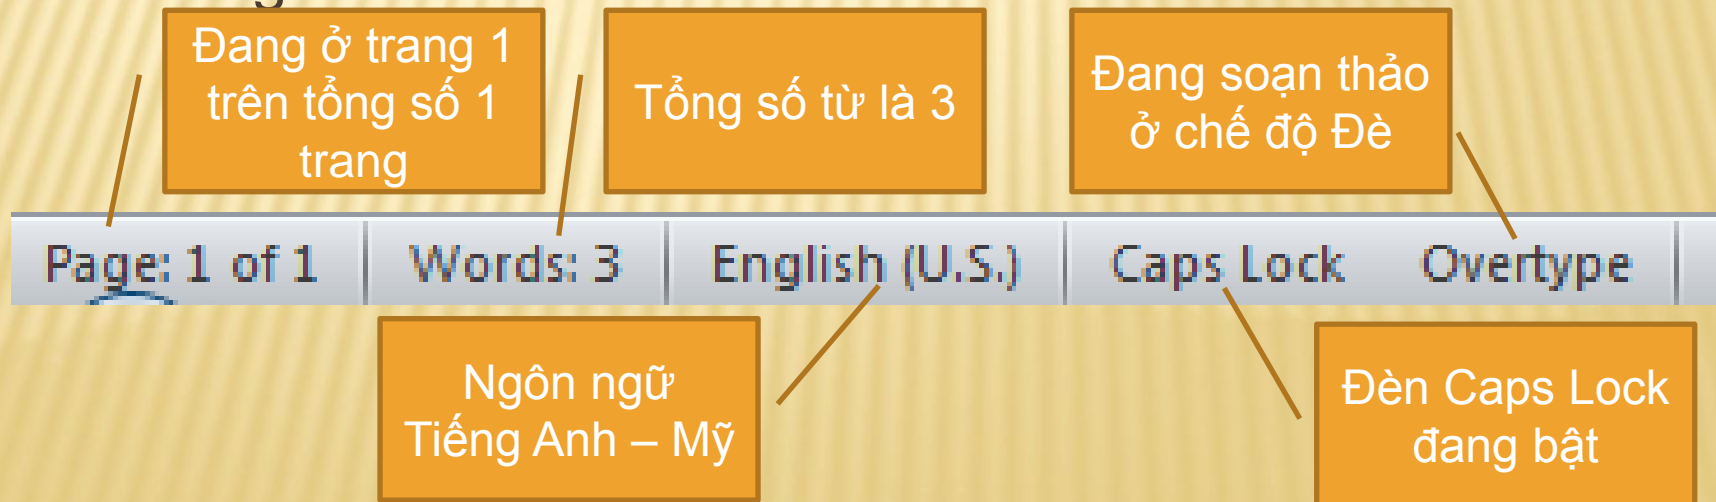 Đang ở trang 1
trên tổng số 1
trang
Tổng số từ là 3
Đang soạn thảo
ở chế độ Đè
Page: 1 of 1 Words: 3 English (U.S.) Caps Lock Overtype
Ngôn ngữ
Tiếng Anh – Mỹ
Đèn Caps Lock
đang bật